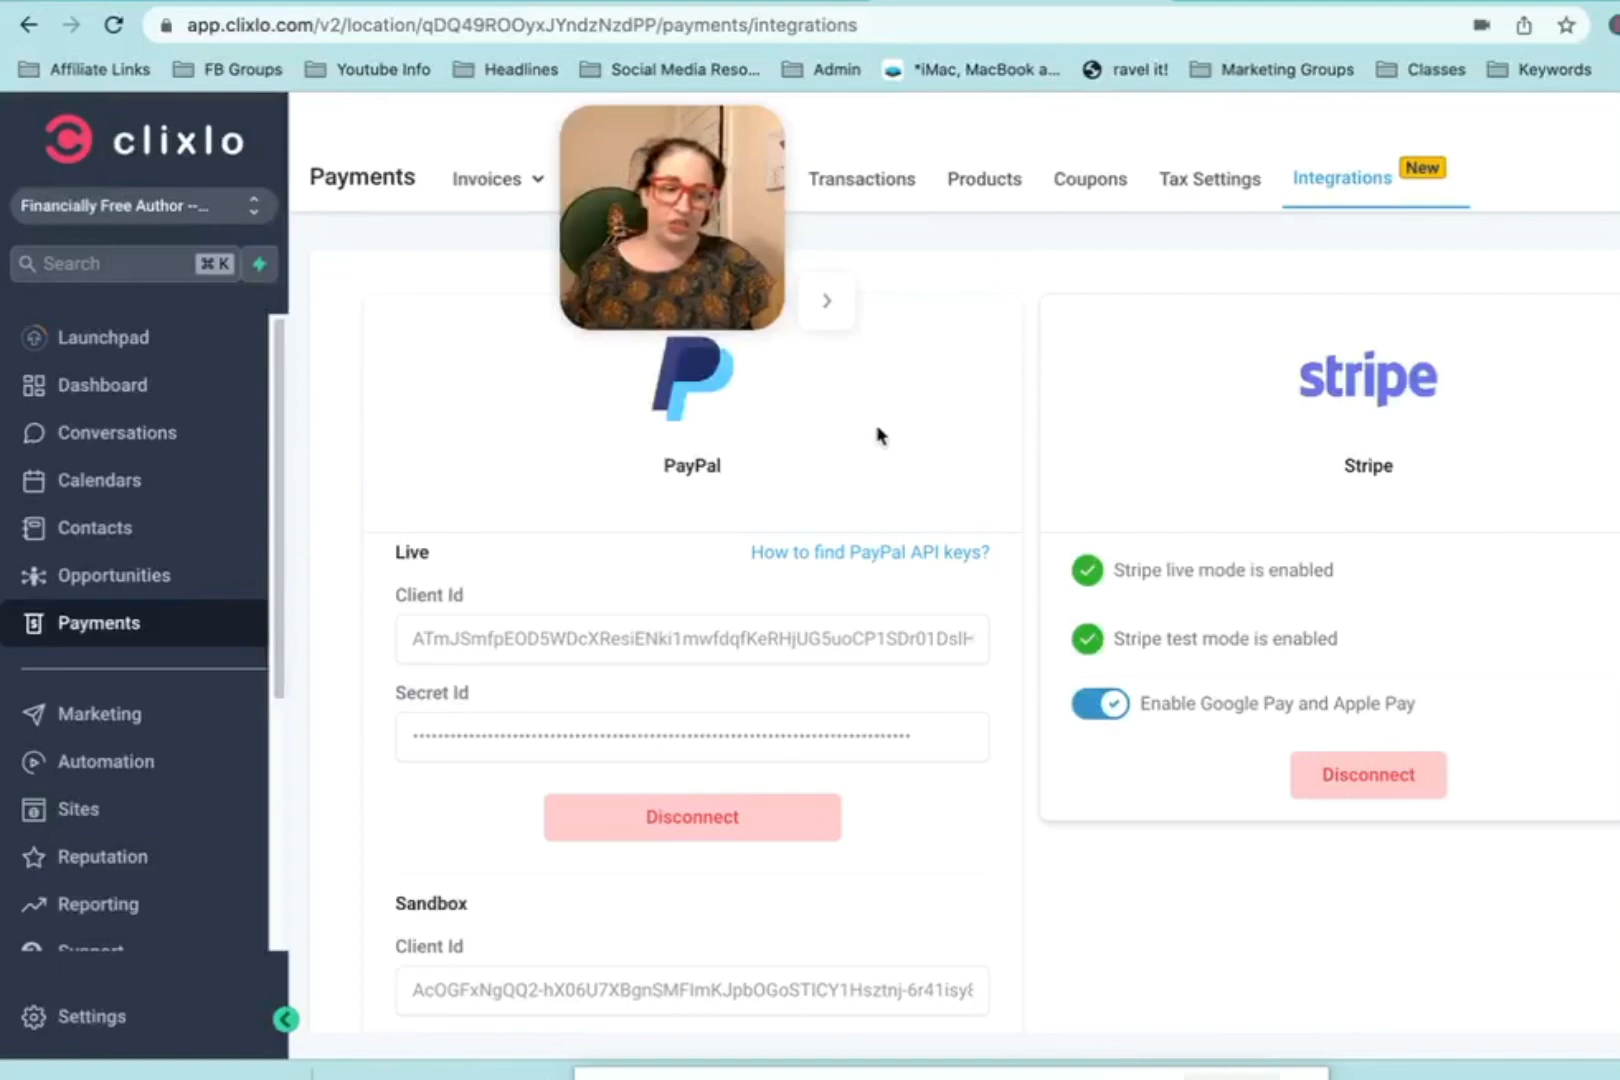 app.clixlo.com/v2/location/qDQ49ROOyxJYndzNzdPP/payments/integrations
Affiliate Links
FB Groups
Youtube Info
Headlines
Social Media Reso...
Admin
*iMac, MacBook a...
ravel it!
Marketing Groups
Classes
Keywords
clixlo
Financially Free Author --...
Search
⌘ K
Launchpad
Dashboard
Conversations
Calendars
Contacts
Opportunities
Payments
Marketing
Automation
Sites
Reputation
Reporting
Support
Settings
Payments
Invoices
Transactions
Products
Coupons
Tax Settings
Integrations
New
PayPal
Live
How to find PayPal API keys?
Client Id
ATmJSmfpEOD5WDcXResiENki1mwfdqfKeRHjUG5uoCP1SDr01DslH
Secret Id
Disconnect
Sandbox
Client Id
AcOGFxNgQQ2-hX06U7XBgnSMFImKJpbOGoSTlCY1Hsztnj-6r41isy8
stripe
Stripe
Stripe live mode is enabled
Stripe test mode is enabled
Enable Google Pay and Apple Pay
Disconnect